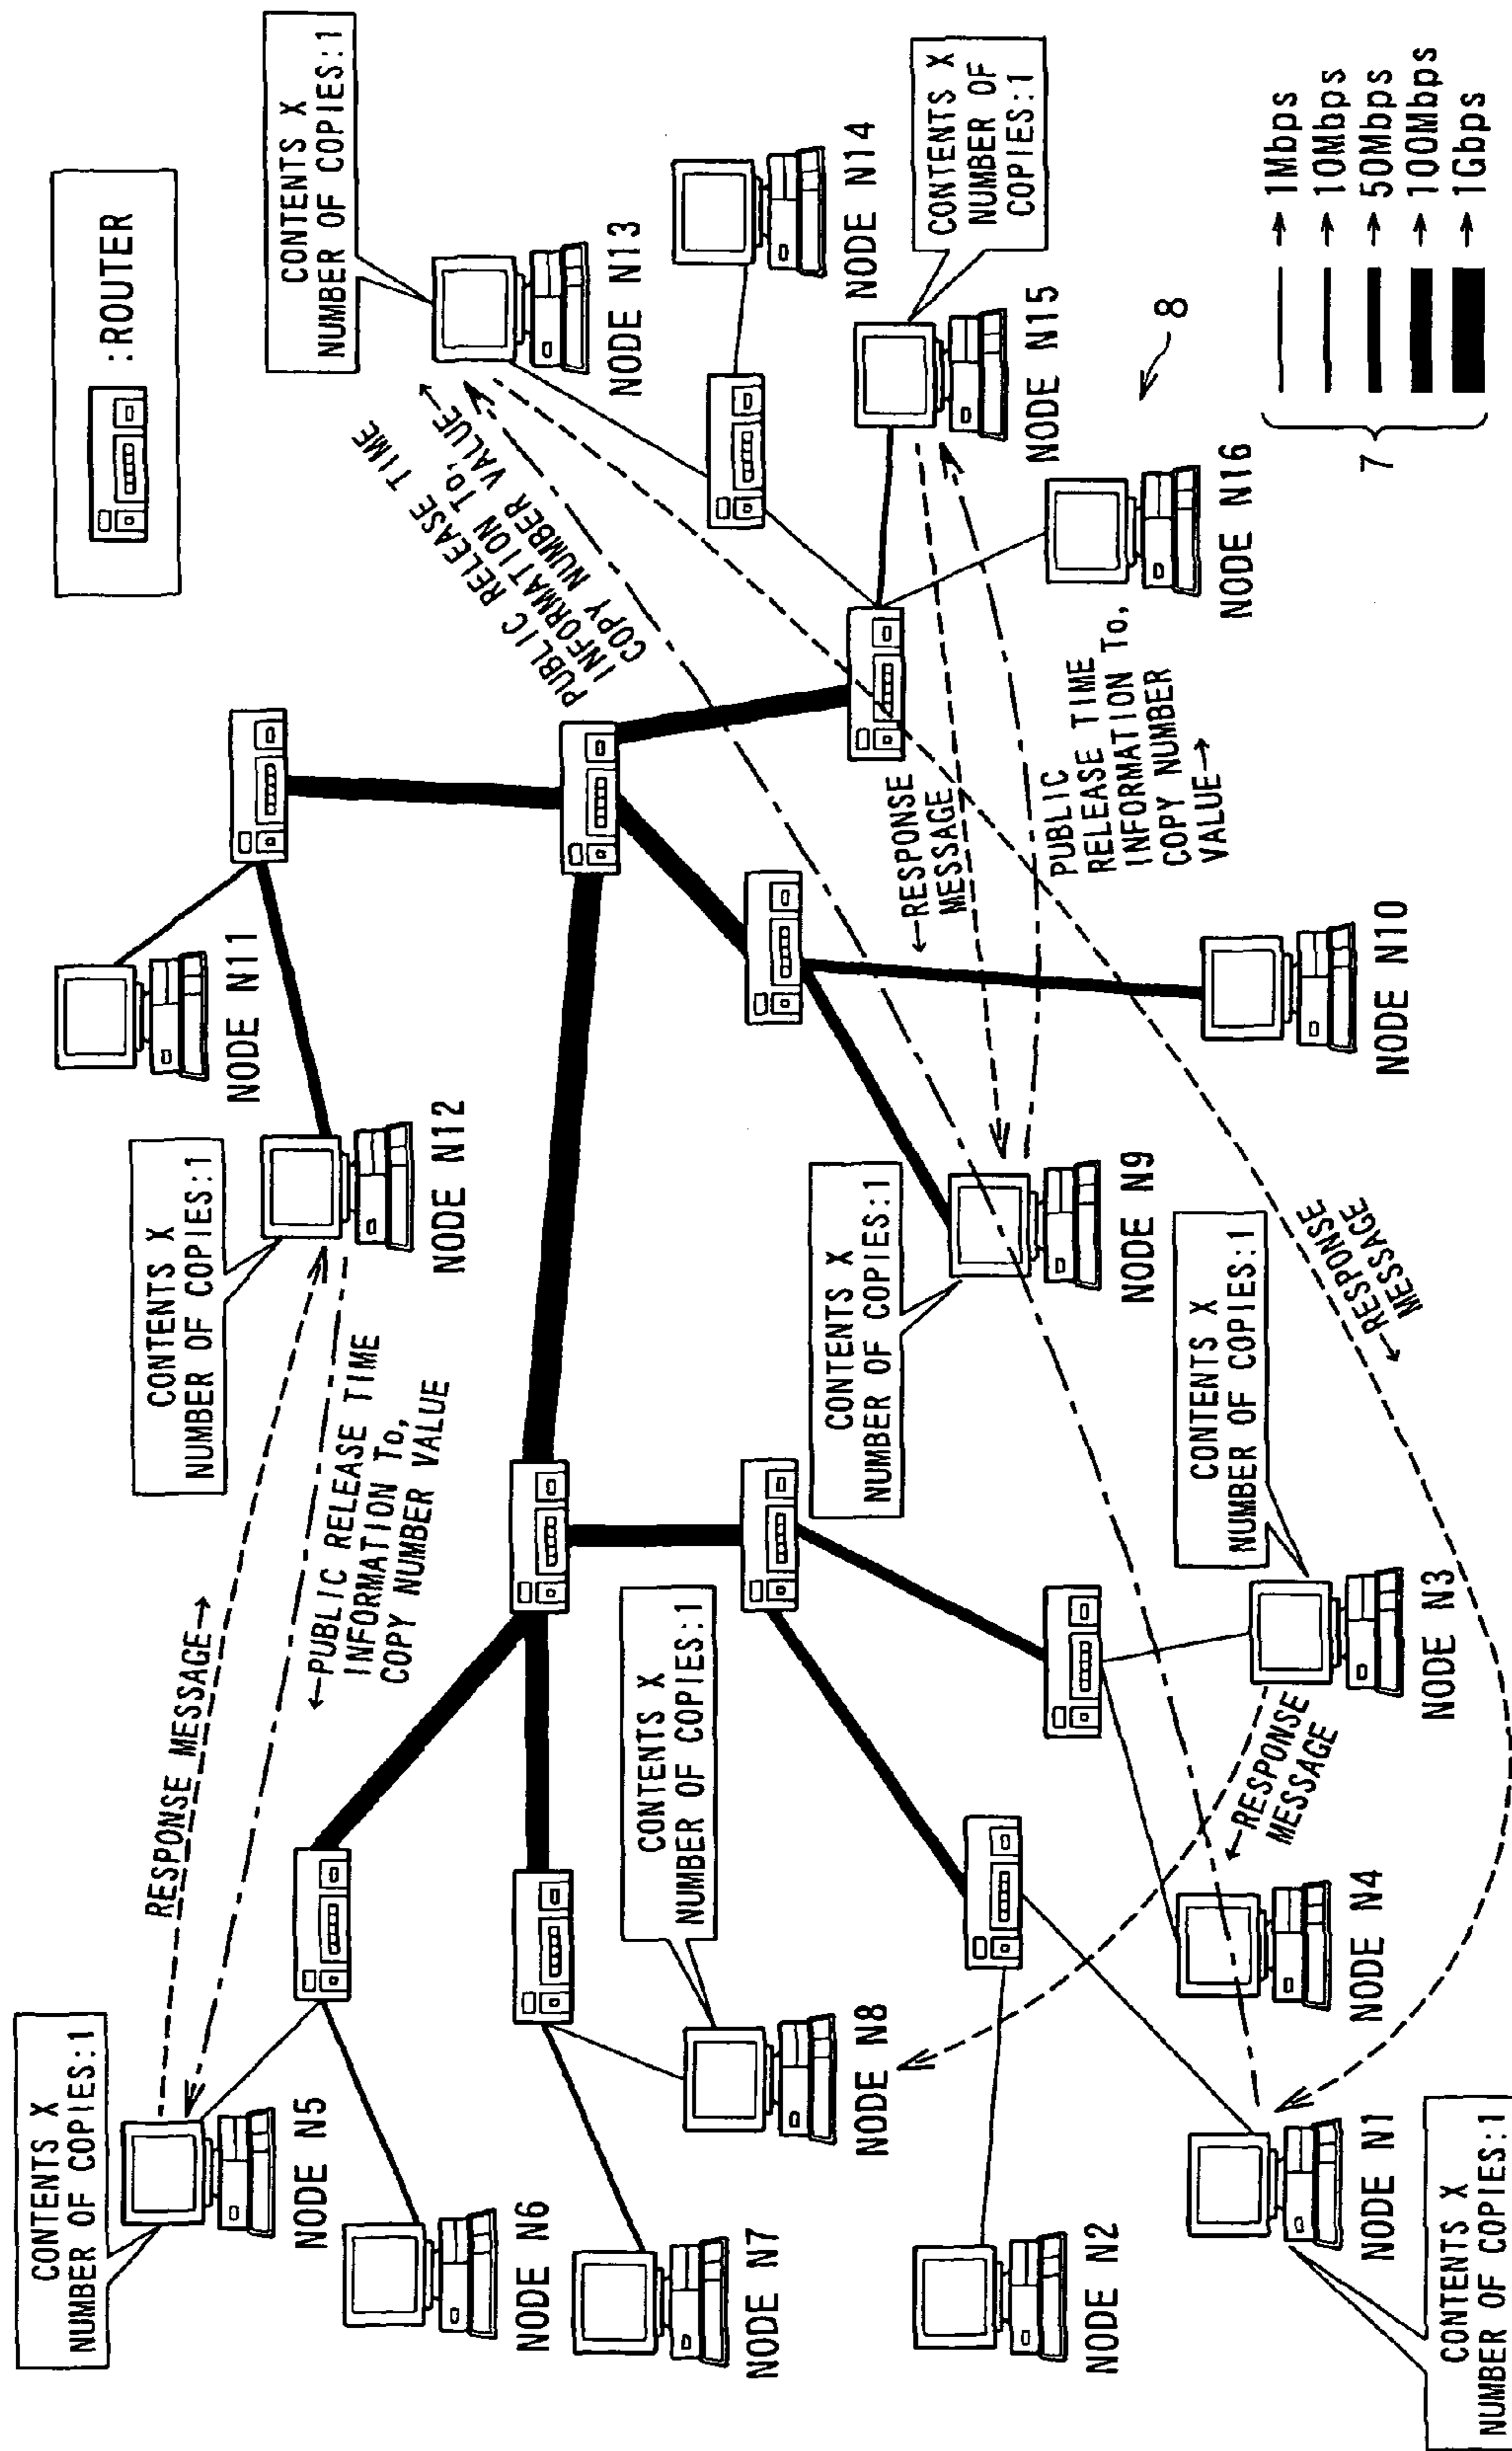 :ROUTER
CONTENTS X
NUMBER OF COPIES:1
NODE N5
NODE N6
NODE N7
CONTENTS X
NUMBER OF COPIES:1
NODE N8
NODE N2
CONTENTS X
NUMBER OF COPIES:1
NODE N1
NODE N4
CONTENTS X
NUMBER OF COPIES:1
NODE N3
RESPONSE MESSAGE→
←PUBLIC RELEASE TIME
INFORMATION To,
COPY NUMBER VALUE
CONTENTS X
NUMBER OF COPIES:1
NODE N12
NODE N11
CONTENTS X
NUMBER OF COPIES:1
NODE N9
NODE N10
←RESPONSE
MESSAGE
←RESPONSE
MESSAGE
←RESPONSE
MESSAGE
PUBLIC
RELEASE TIME
INFORMATION To,
COPY NUMBER
VALUE→
PUBLIC RELEASE TIME
INFORMATION To,
COPY NUMBER VALUE→
CONTENTS X
NUMBER OF COPIES:1
NODE N13
NODE N14
CONTENTS X
NUMBER OF
COPIES:1
NODE N15
NODE N16
8
7
→ 1Mbps
→ 10Mbps
→ 50Mbps
→ 100Mbps
→ 1Gbps